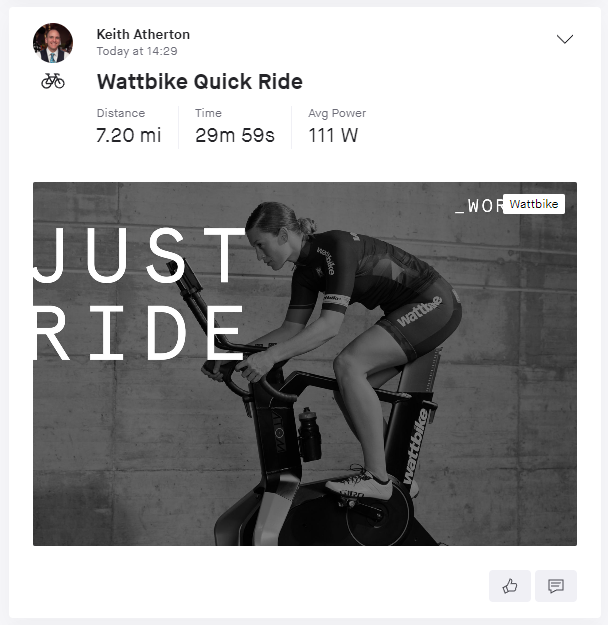 Keith Atherton
Today at 14:29
Wattbike Quick Ride
Distance
7.20 mi
Time
29m 59s
Avg Power
111 W
_WOR
Wattbike
JUST
RIDE
wattbike
wattbike
wattbike